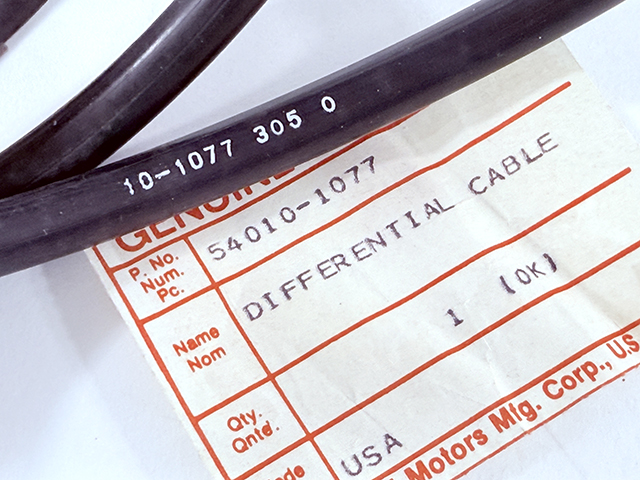 10-1077 305 0
GENUINE
P. No.
Num.
Pc.
54010-1077
Name
Nom
DIFFERENTIAL CABLE
Qty.
Qnté.
1 (OK)
USA
Motors Mfg. Corp., U.S